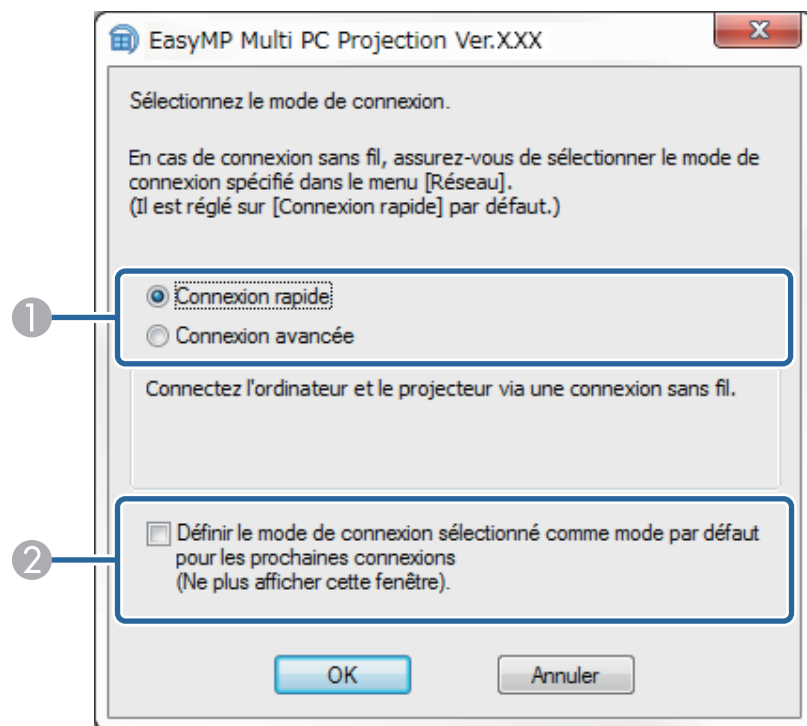 EasyMP Multi PC Projection Ver.XXX
Sélectionnez le mode de connexion.
En cas de connexion sans fil, assurez-vous de sélectionner le mode de
connexion spécifié dans le menu [Réseau].
(Il est réglé sur [Connexion rapide] par défaut.)
1
Connexion rapide
Connexion avancée
Connectez l'ordinateur et le projecteur via une connexion sans fil.
2
Définir le mode de connexion sélectionné comme mode par défaut
pour les prochaines connexions
(Ne plus afficher cette fenêtre).
OK Annuler